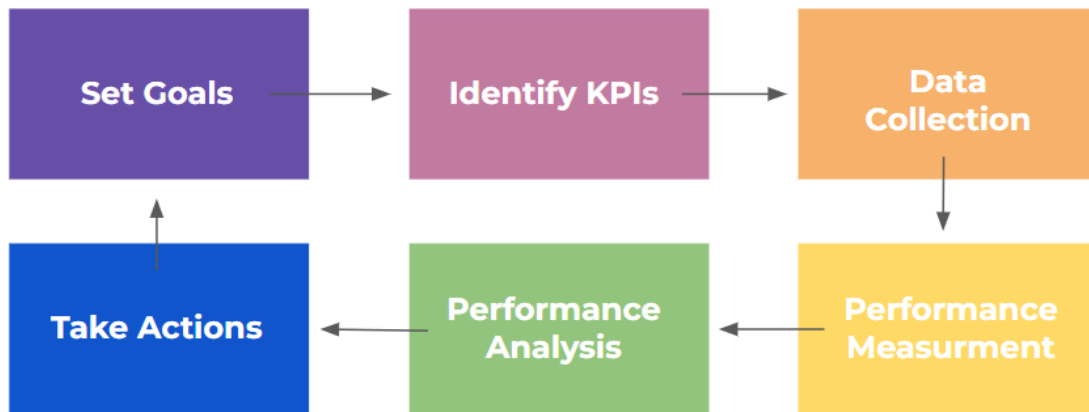 Set Goals
Identify KPIs
Data
Collection
Take Actions
Performance
Analysis
Performance
Measurment